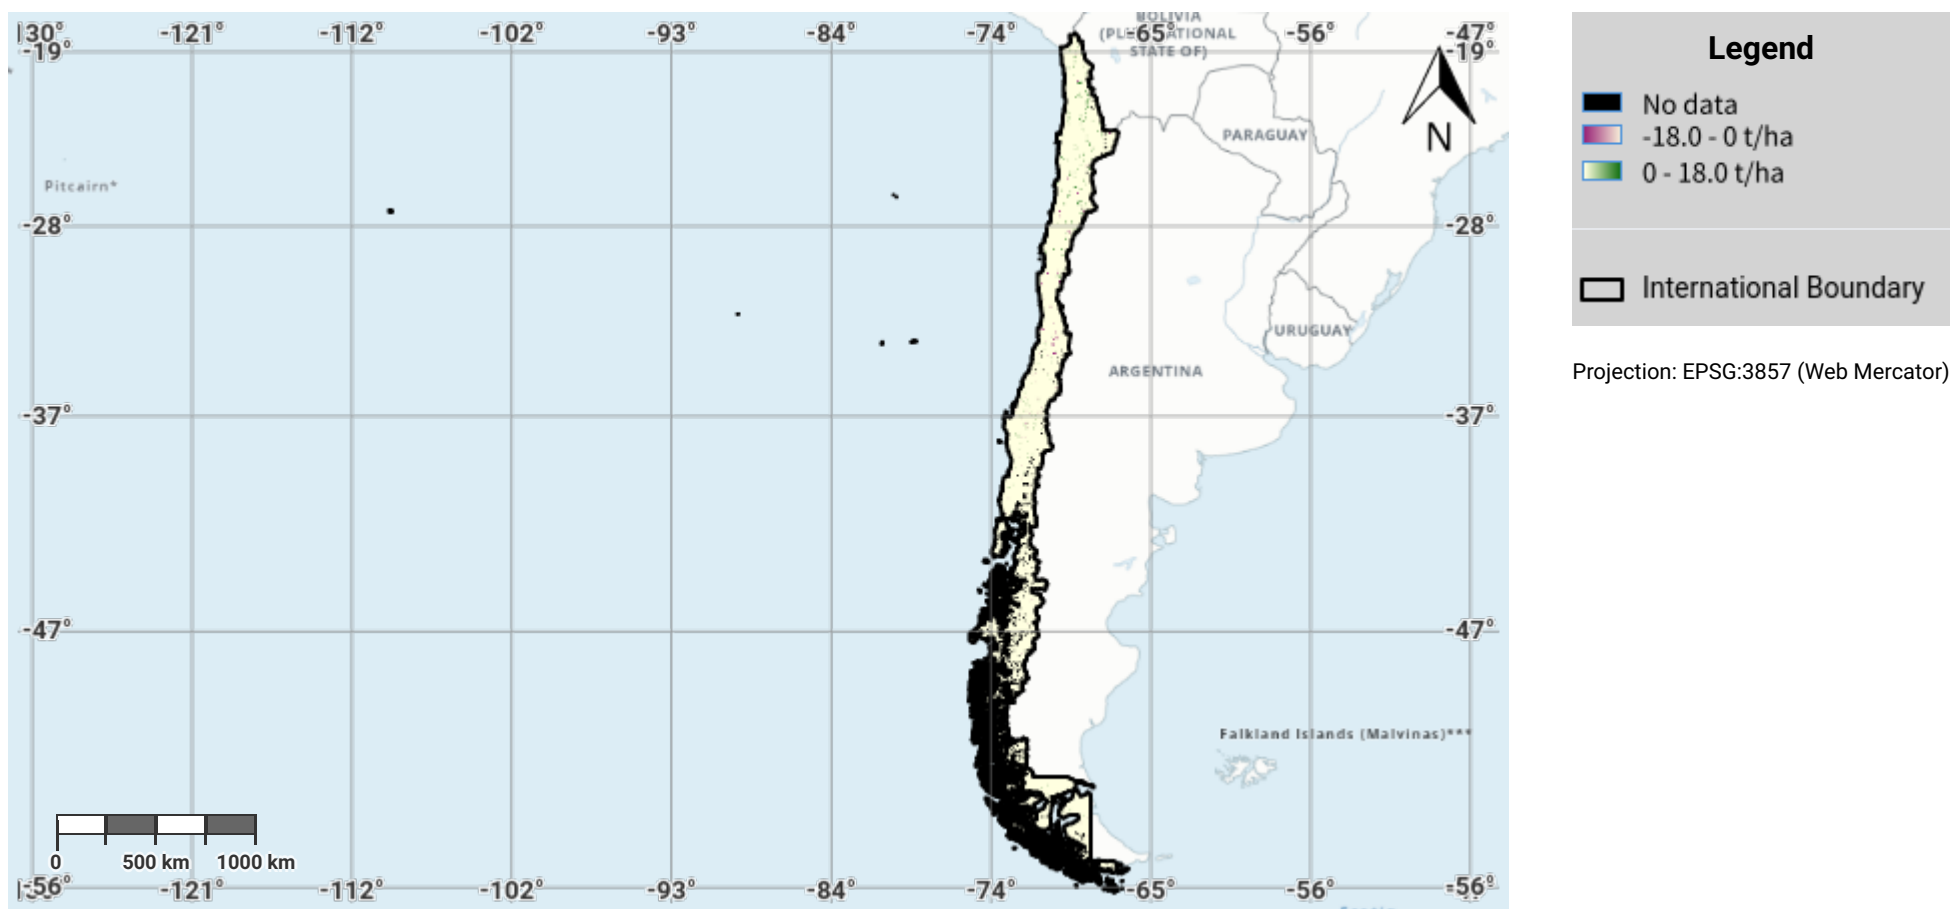 -121° -112° -102° -93° -84° -74° -65° -56° -47°
-19° -19°
BOLIVIA
STATE OF)
PARAGUAY
N
Pitcairn*
-28° -28°
URUGUAY
ARGENTINA
-37° -37°
-47° -47°
Falkland Islands (Malvinas)***
0 500 km 1000 km
-56° -121° -112° -102° -93° -84° -74° -65° -56° -56°
Legend
No data
-18.0 - 0 t/ha
0 - 18.0 t/ha
International Boundary
Projection: EPSG:3857 (Web Mercator)